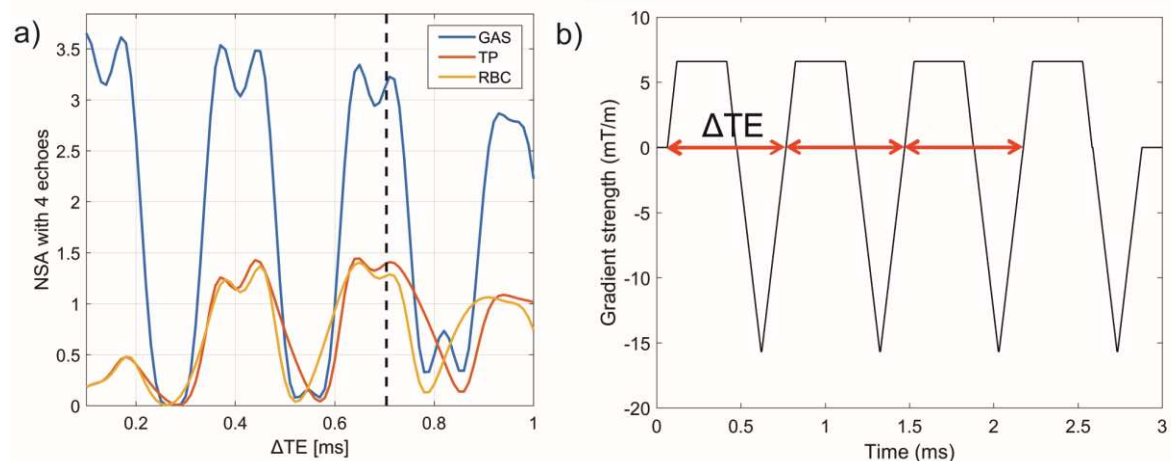 a)
3.5
3
2.5
2
1.5
1
0.5
0
NSA with 4 echoes
GAS
TP
RBC
0.2
0.4
0.6
0.8
1
ΔTE [ms]
b)
5
0
-5
-10
-15
-20
Gradient strength (mT/m)
ΔTE
0
0.5
1
1.5
2
2.5
3
Time (ms)